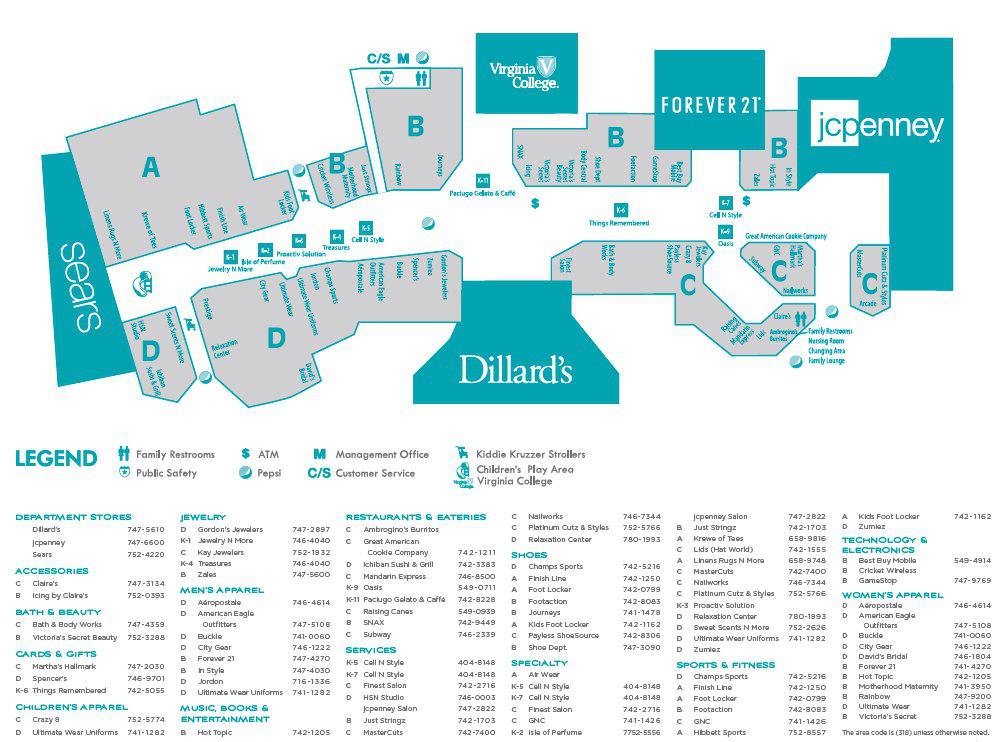 C/S M
Virginia
College.
FOREVER 21
jcpenney
sears
Dillard's
A
B
B
B
B
C
C
C
D
D
Linens Rugs N More
Krewe of Tees
Foot Locker
Hibbett Sports
Finish Line
Air Wear
Kids Foot
Locker
Cricket Wireless
Motherhood
Maternity
Just Stringz
Rainbow
Journeys
K-11
Paciugo Gelato & Caffé
SNAX
Icing
Victoria's
Secret
Victoria's
Secret
Beauty
Body Central
Shoe Dept
Footaction
GameStop
Best Buy
Mobile
Zales
Hot Topic
In Style
K-1
Jewelry N More
K-2
Isle of Perfume
K-3
Proactiv Solution
K-4
Treasures
K-5
Cell N Style
K-6
Things Remembered
K-7
Cell N Style
K-9
Oasis
$
$
Great American Cookie Company
Subway
GNC
Martha's
Hallmark
Nailworks
MasterCuts
Platinum Cutz & Styles
Arcade
Finest
Salon
Bath & Body
Works
Payless
ShoeSource
Crazy 8
Kay
Jewelers
Raising
Canes
Mandarin
Express
Lids
Claire's
Ambrogino's
Burritos
Family Restrooms
Nursing Room
Changing Area
Family Lounge
HSN
Studio
Sweet Scents N More
Ichiban
Sushi & Grill
Prestige
Relaxation
Center
City Gear
Ultimate Wear
Ultimate Wear Uniforms
Jordon
Champs Sports
Aéropostale
American Eagle
Outfitters
Buckle
Spencer's
Zumiez
Gordon's Jewelers
David's
Bridal
LEGEND
Family Restrooms
Public Safety
$ ATM
Pepsi
M Management Office
C/S Customer Service
Kiddie Kruzzer Strollers
Children's Play Area
Virginia College
DEPARTMENT STORES
Dillard's 747-5610
jcpenney 747-6600
Sears 752-4220
ACCESSORIES
C Claire's 747-3134
B Icing by Claire's 752-0393
BATH & BEAUTY
C Bath & Body Works 747-4359
B Victoria's Secret Beauty 752-3288
CARDS & GIFTS
C Martha's Hallmark 747-2030
D Spencer's 746-9701
K-6 Things Remembered 742-5055
CHILDREN'S APPAREL
C Crazy 8 752-5774
D Ultimate Wear Uniforms 741-1282
JEWELRY
D Gordon's Jewelers 747-2897
K-1 Jewelry N More 746-4040
C Kay Jewelers 752-1932
K-4 Treasures 746-4040
B Zales 747-5600
MEN'S APPAREL
D Aéropostale 746-4614
D American Eagle
Outfitters 747-5108
D Buckle 741-0060
D City Gear 746-1222
B Forever 21 747-4270
B In Style 747-4030
D Jordon 716-1336
D Ultimate Wear Uniforms 741-1282
MUSIC, BOOKS &
ENTERTAINMENT
B Hot Topic 742-1205
RESTAURANTS & EATERIES
C Ambrogino's Burritos
C Great American
Cookie Company 742-1211
D Ichiban Sushi & Grill 742-3383
C Mandarin Express 746-8500
K-9 Oasis 549-0711
K-11 Paciugo Gelato & Caffé 742-8228
C Raising Canes 549-0939
B SNAX 742-9449
C Subway 746-2339
SERVICES
K-5 Cell N Style 404-8148
K-7 Cell N Style 404-8148
C Finest Salon 742-2716
D HSN Studio 746-0003
jcpenney Salon 747-2822
B Just Stringz 742-1703
C MasterCuts 742-7400
C Nailworks 746-7344
C Platinum Cutz & Styles 752-5766
D Relaxation Center 780-1993
SHOES
D Champs Sports 742-5216
A Finish Line 742-1250
A Foot Locker 742-0799
B Footaction 742-8083
B Journeys 741-1478
A Kids Foot Locker 742-1162
C Payless ShoeSource 742-8306
B Shoe Dept. 747-3090
SPECIALTY
A Air Wear
K-5 Cell N Style 404-8148
K-7 Cell N Style 404-8148
C Finest Salon 742-2716
C GNC 741-1426
K-2 Isle of Perfume 7752-5556
jcpenney Salon 747-2822
B Just Stringz 742-1703
A Krewe of Tees 658-9816
C Lids (Hat World) 742-1555
A Linens Rugs N More 658-9748
C MasterCuts 742-7400
C Nailworks 746-7344
C Platinum Cutz & Styles 752-5766
K-3 Proactiv Solution
D Relaxation Center 780-1993
D Sweet Scents N More 752-2626
D Ultimate Wear Uniforms 741-1282
D Zumiez
SPORTS & FITNESS
D Champs Sports 742-5216
A Finish Line 742-1250
A Foot Locker 742-0799
B Footaction 742-8083
C GNC 741-1426
A Hibbett Sports 752-8557
A Kids Foot Locker 742-1162
D Zumiez
TECHNOLOGY &
ELECTRONICS
B Best Buy Mobile 549-4914
B Cricket Wireless
B GameStop 747-9769
WOMEN'S APPAREL
D Aéropostale 746-4614
D American Eagle
Outfitters 747-5108
D Buckle 741-0060
D City Gear 746-1222
D David's Bridal 746-1804
B Forever 21 741-4270
B Hot Topic 742-1205
B Motherhood Maternity 741-3950
B Rainbow 747-9200
D Ultimate Wear 741-1282
B Victoria's Secret 752-3288
The area code is (318) unless otherwise noted.